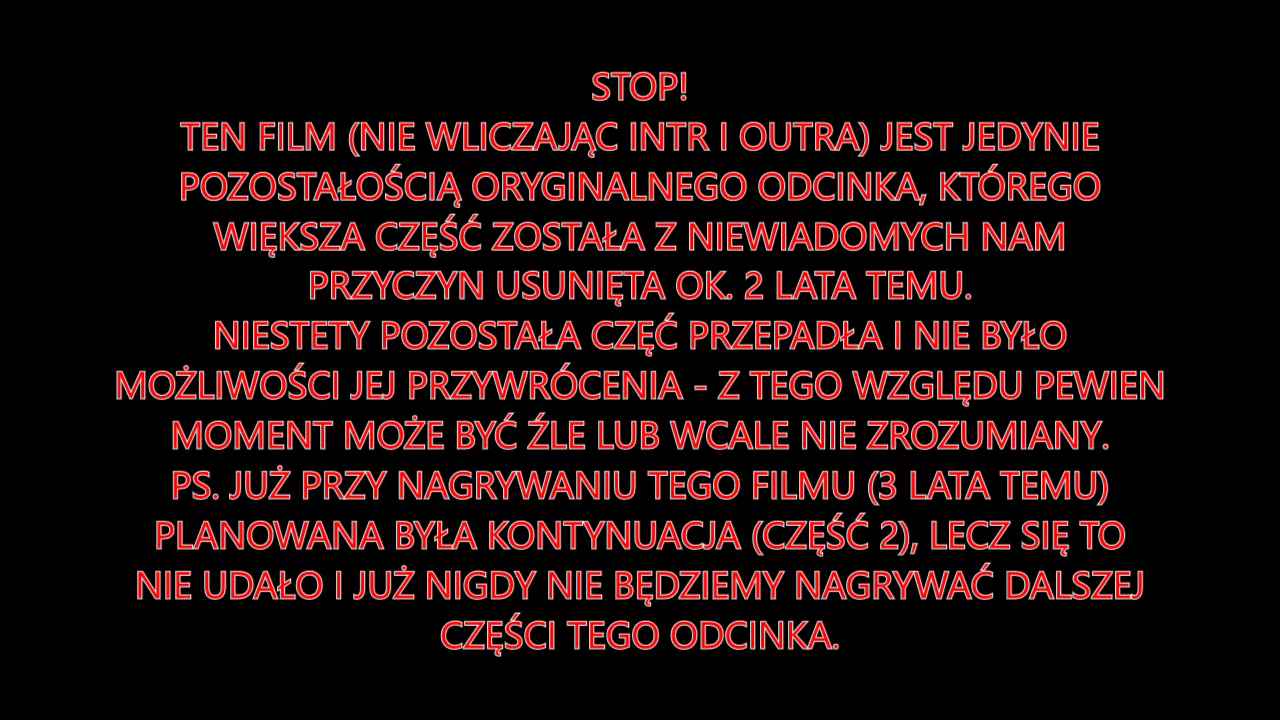 STOP!
TEN FILM (NIE WLICZAJĄC INTR I OUTRA) JEST JEDYNIE
POZOSTAŁOŚCIĄ ORYGINALNEGO ODCINKA, KTÓREGO
WIĘKSZA CZĘŚĆ ZOSTAŁA Z NIEWIADOMYCH NAM
PRZYCZYN USUNIĘTA OK. 2 LATA TEMU.
NIESTETY POZOSTAŁA CZĘĆ PRZEPADŁA I NIE BYŁO
MOŻLIWOŚCI JEJ PRZYWRÓCENIA - Z TEGO WZGLĘDU PEWIEN
MOMENT MOŻE BYĆ ŹLE LUB WCALE NIE ZROZUMIANY.
PS. JUŻ PRZY NAGRYWANIU TEGO FILMU (3 LATA TEMU)
PLANOWANA BYŁA KONTYNUACJA (CZĘŚĆ 2), LECZ SIĘ TO
NIE UDAŁO I JUŻ NIGDY NIE BĘDZIEMY NAGRYWAĆ DALSZEJ
CZĘŚCI TEGO ODCINKA.